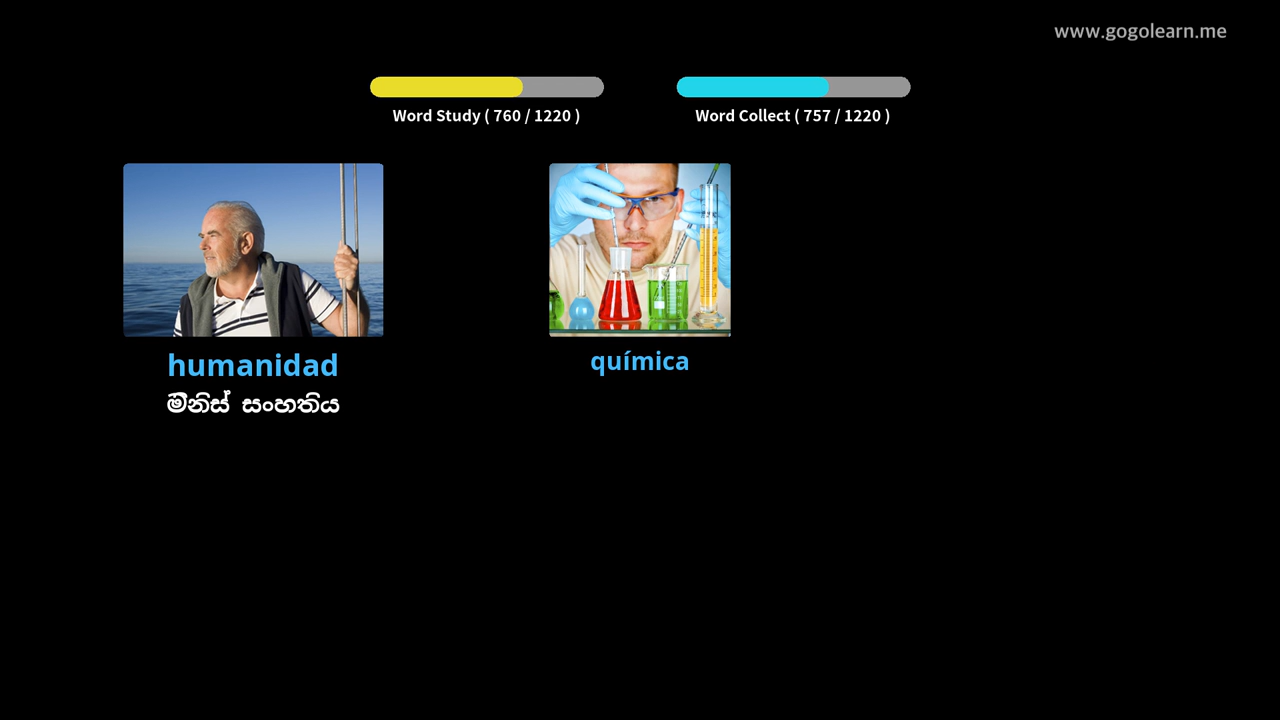 www.gogolearn.me
Word Study ( 760 / 1220 )
Word Collect ( 757 / 1220 )
humanidad
química
මිනිස් සංහතිය